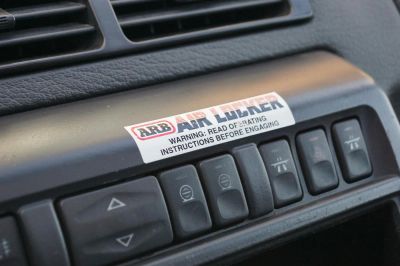 ARB AIR LOCKER
WARNING: READ OPERATING
INSTRUCTIONS BEFORE ENGAGING